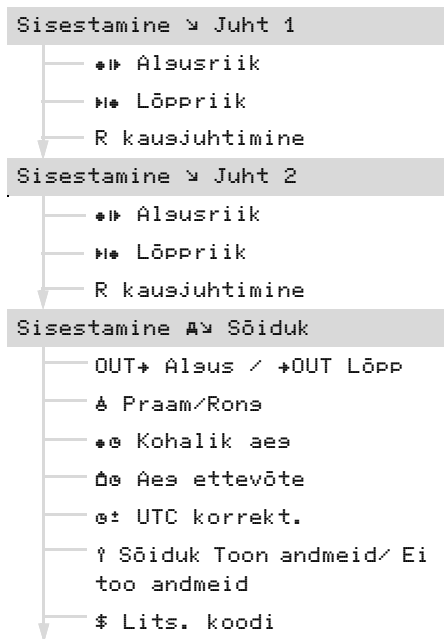 Sisestamine Juht 1
Algusriik
Lõppriik
R kaugjuhtimine
Sisestamine Juht 2
Algusriik
Lõppriik
R kaugjuhtimine
Sisestamine Sõiduk
OUT→ Algus / →OUT Lõpp
Praam/Rong
Kohalik aeg
Aeg ettevõte
UTC korrekt.
Sõiduk Toon andmeid/ Ei
too andmeid
$ Lits. koodi